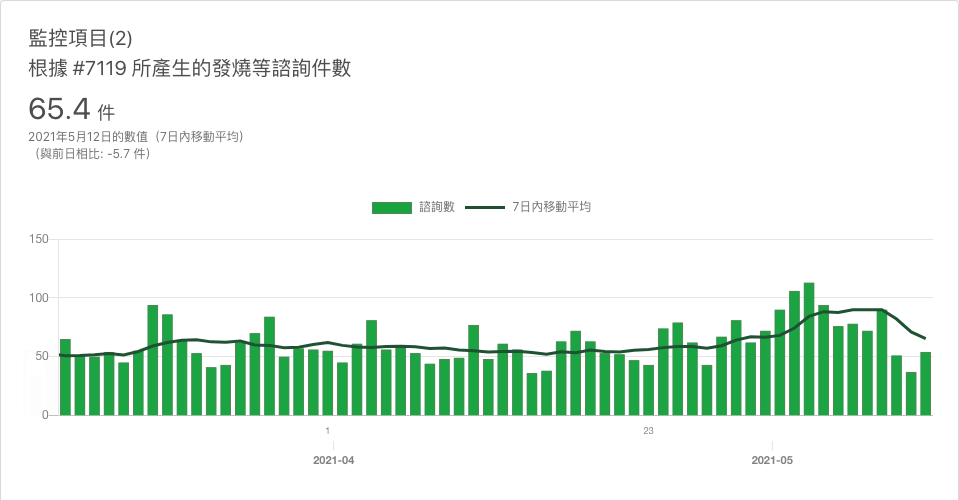 監控項目(2)
根據 #7119 所產生的發燒等諮詢件數
65.4 件
2021年5月12日的數值（7日內移動平均）
（與前日相比: -5.7 件）
諮詢數 7日內移動平均
150
100
50
0
1 23
2021-04 2021-05